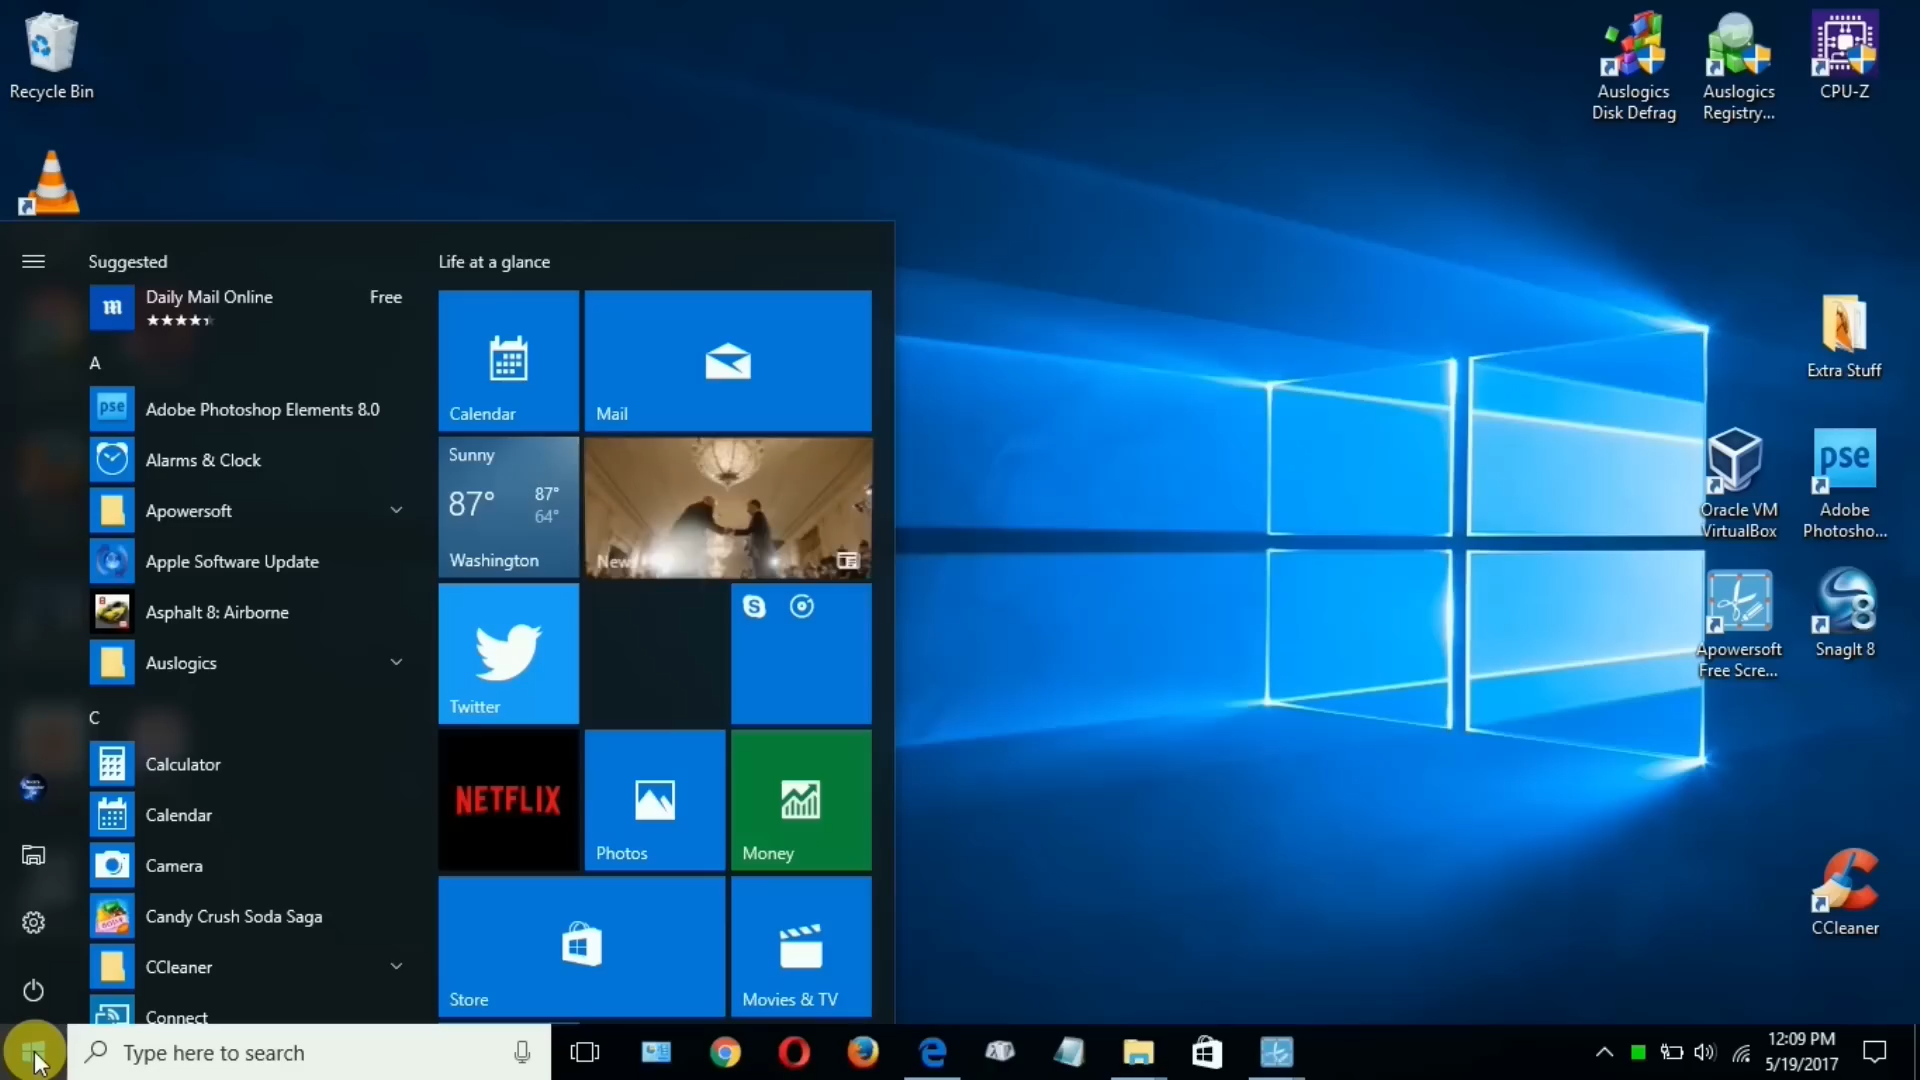 Recycle Bin
Auslogics
Disk Defrag
Auslogics
Registry...
CPU-Z
Suggested
Life at a glance
m
Daily Mail Online
Free
A
pse
Adobe Photoshop Elements 8.0
Alarms & Clock
Apowersoft
Apple Software Update
Asphalt 8: Airborne
Auslogics
C
Calculator
Calendar
Camera
Candy Crush Soda Saga
CCleaner
Connect
Calendar
Mail
Sunny
87°
87°
64°
Washington
News
Twitter
NETFLIX
Photos
Money
Store
Movies & TV
Extra Stuff
Oracle VM
VirtualBox
pse
Adobe
Photosho...
Apowersoft
Free Scre...
8
SnagIt 8
CCleaner
Type here to search
12:09 PM
5/19/2017